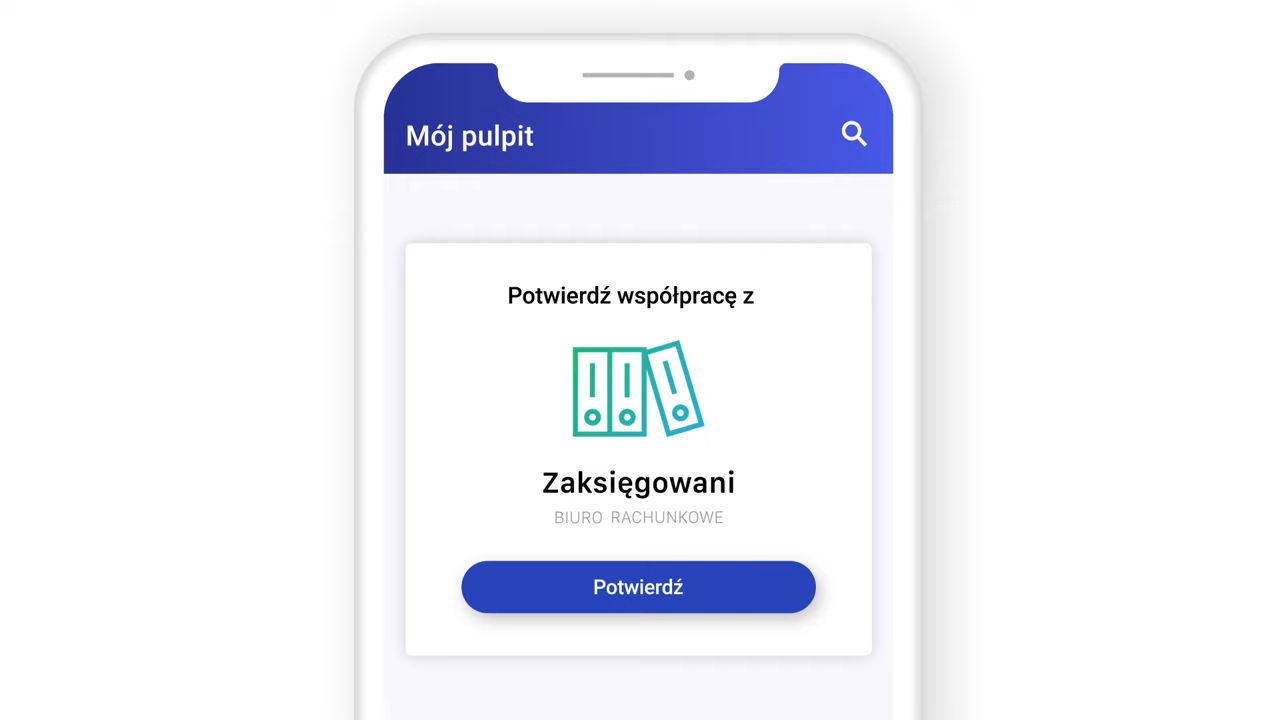 Mój pulpit
Potwierdź współpracę z
Zaksięgowani
BIURO RACHUNKOWE
Potwierdź